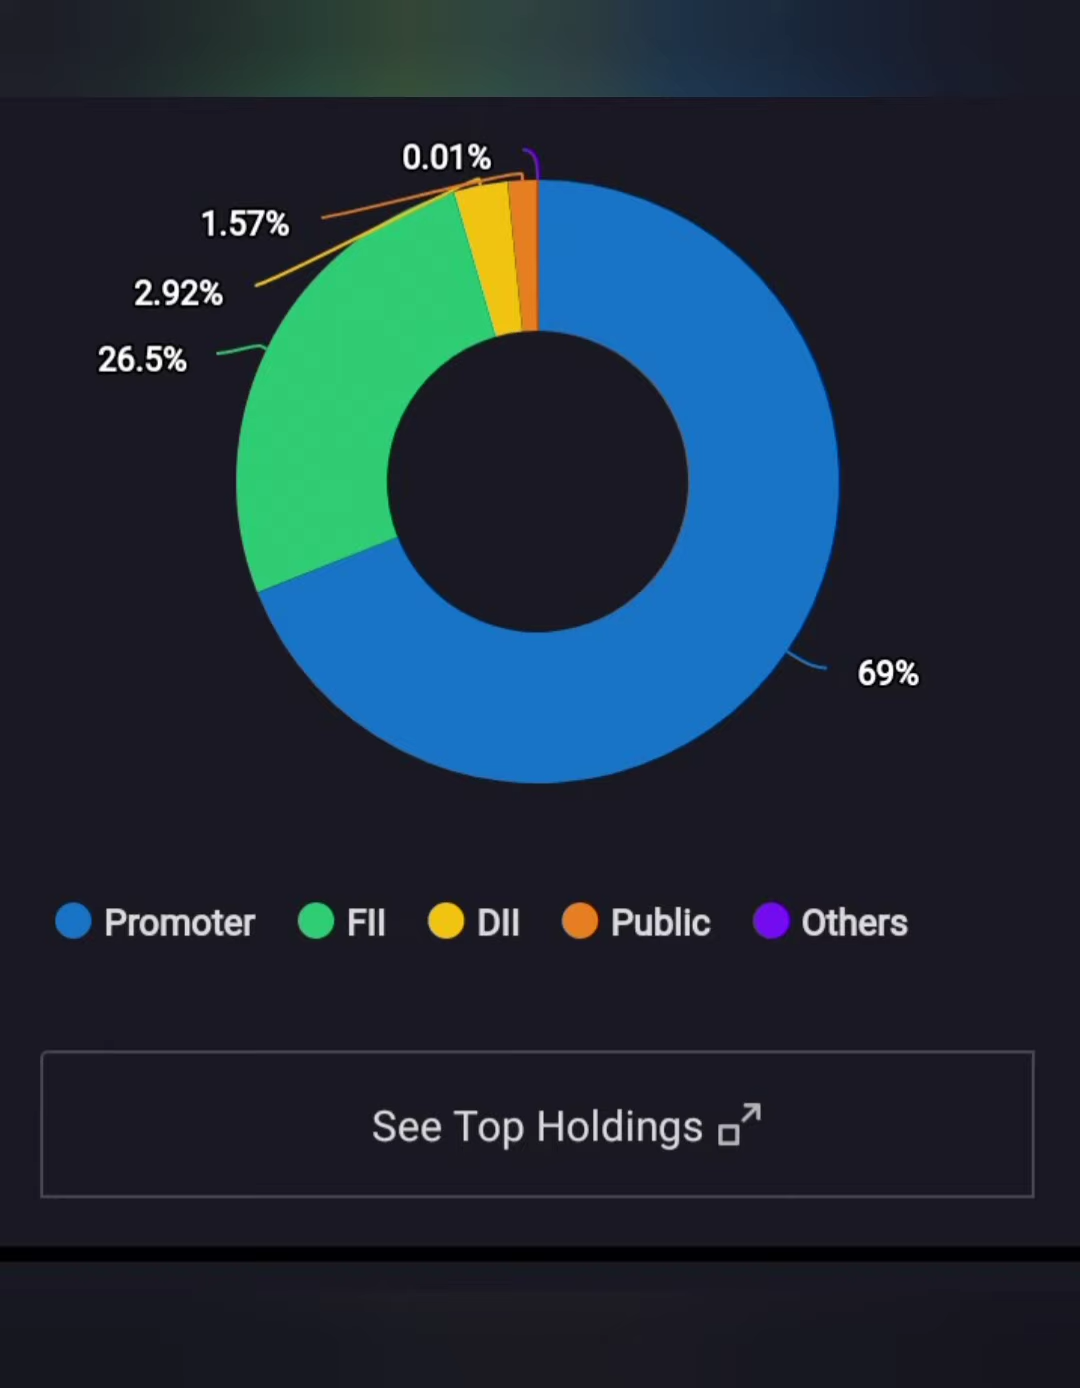 0.01%
1.57%
2.92%
26.5%
69%
Promoter FII DII Public Others
See Top Holdings